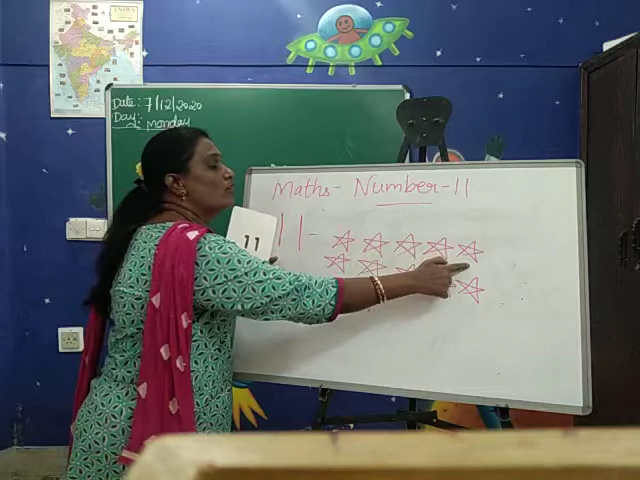 INDIA
Date: 7/12/2020
Day: Monday
Maths - Number - 11
11 -
11